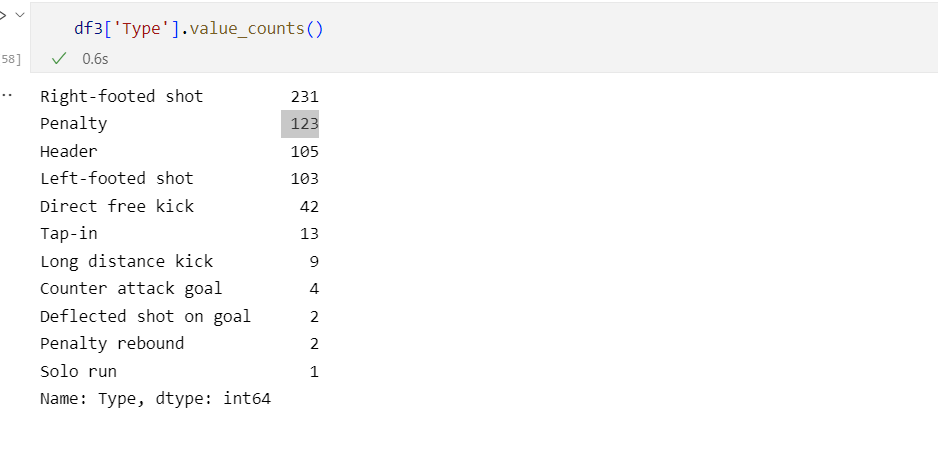 df3['Type'].value_counts()
58] ✓ 0.6s
Right-footed shot 231
Penalty 123
Header 105
Left-footed shot 103
Direct free kick 42
Tap-in 13
Long distance kick 9
Counter attack goal 4
Deflected shot on goal 2
Penalty rebound 2
Solo run 1
Name: Type, dtype: int64